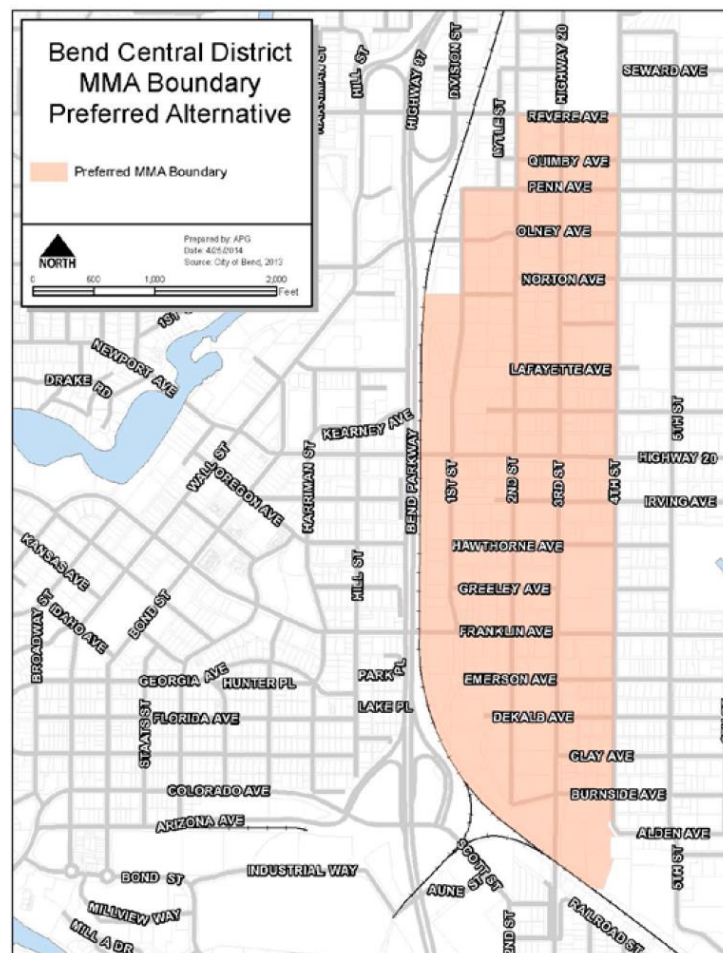 Bend Central District
MMA Boundary
Preferred Alternative
Preferred MMA Boundary
NORTH
Prepared by: APG
Date: 4/25/2014
Source: City of Bend, 2013
0 500 1,000 2,000
Feet
HILL ST
HIGHWAY 97
DIVISION ST
LYTLE ST
HIGHWAY 20
SEWARD AVE
REVERE AVE
QUIMBY AVE
PENN AVE
OLNEY AVE
NORTON AVE
NEWPORT AVE
DRAKE RD
LAFAYETTE AVE
5TH ST
KEARNEY AVE
WALL ST
OREGON AVE
HARRIMAN ST
BEND PARKWAY
1ST ST
2ND ST
3RD ST
4TH ST
HIGHWAY 20
IRVING AVE
KANSAS AVE
IDAHO AVE
BROADWAY ST
BOND ST
HILL ST
HAWTHORNE AVE
GREELEY AVE
FRANKLIN AVE
GEORGIA AVE
HUNTER PL
PARK PL
EMERSON AVE
STAATS ST
FLORIDA AVE
LAKE PL
DEKALB AVE
CLAY AVE
COLORADO AVE
BURNSIDE AVE
ARIZONA AVE
ALDEN AVE
SCOTT ST
BOND ST
INDUSTRIAL WAY
AUNE ST
5TH ST
MILLVIEW WAY
MILL A DR
RAILROAD ST